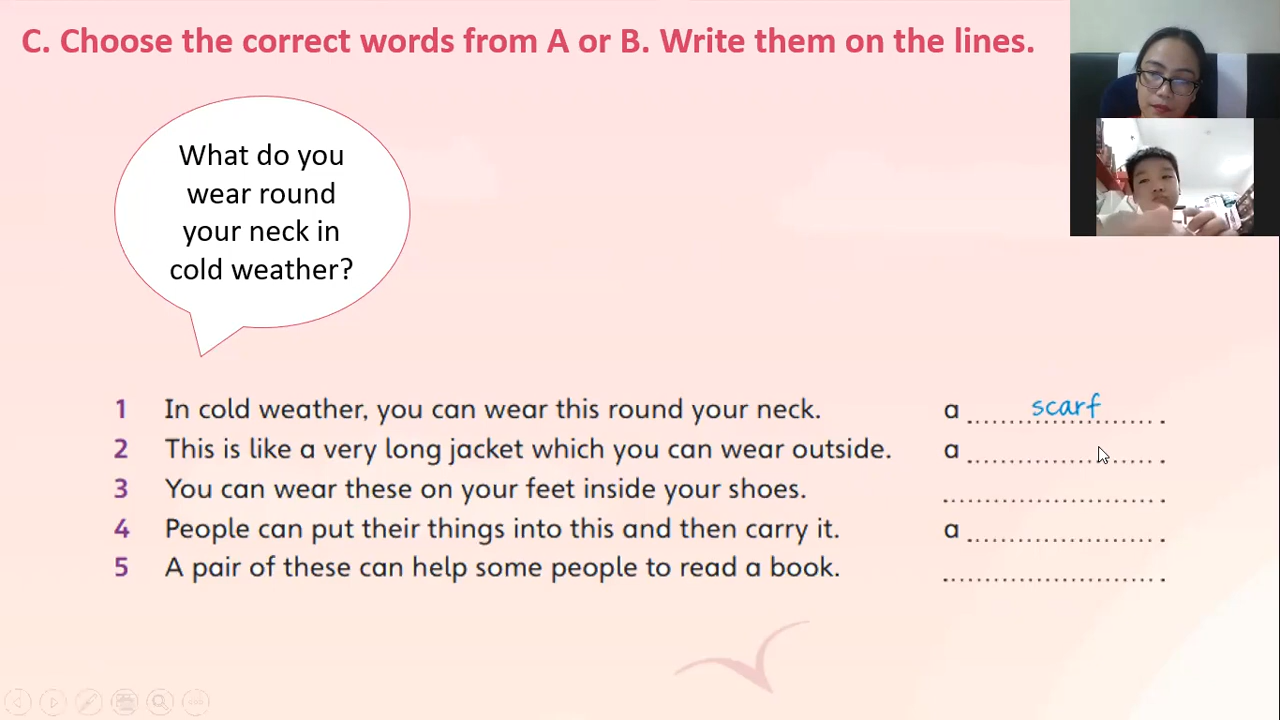 C. Choose the correct words from A or B. Write them on the lines.
What do you
wear round
your neck in
cold weather?
1 In cold weather, you can wear this round your neck. a scarf .
2 This is like a very long jacket which you can wear outside. a .
3 You can wear these on your feet inside your shoes. .
4 People can put their things into this and then carry it. a .
5 A pair of these can help some people to read a book. .